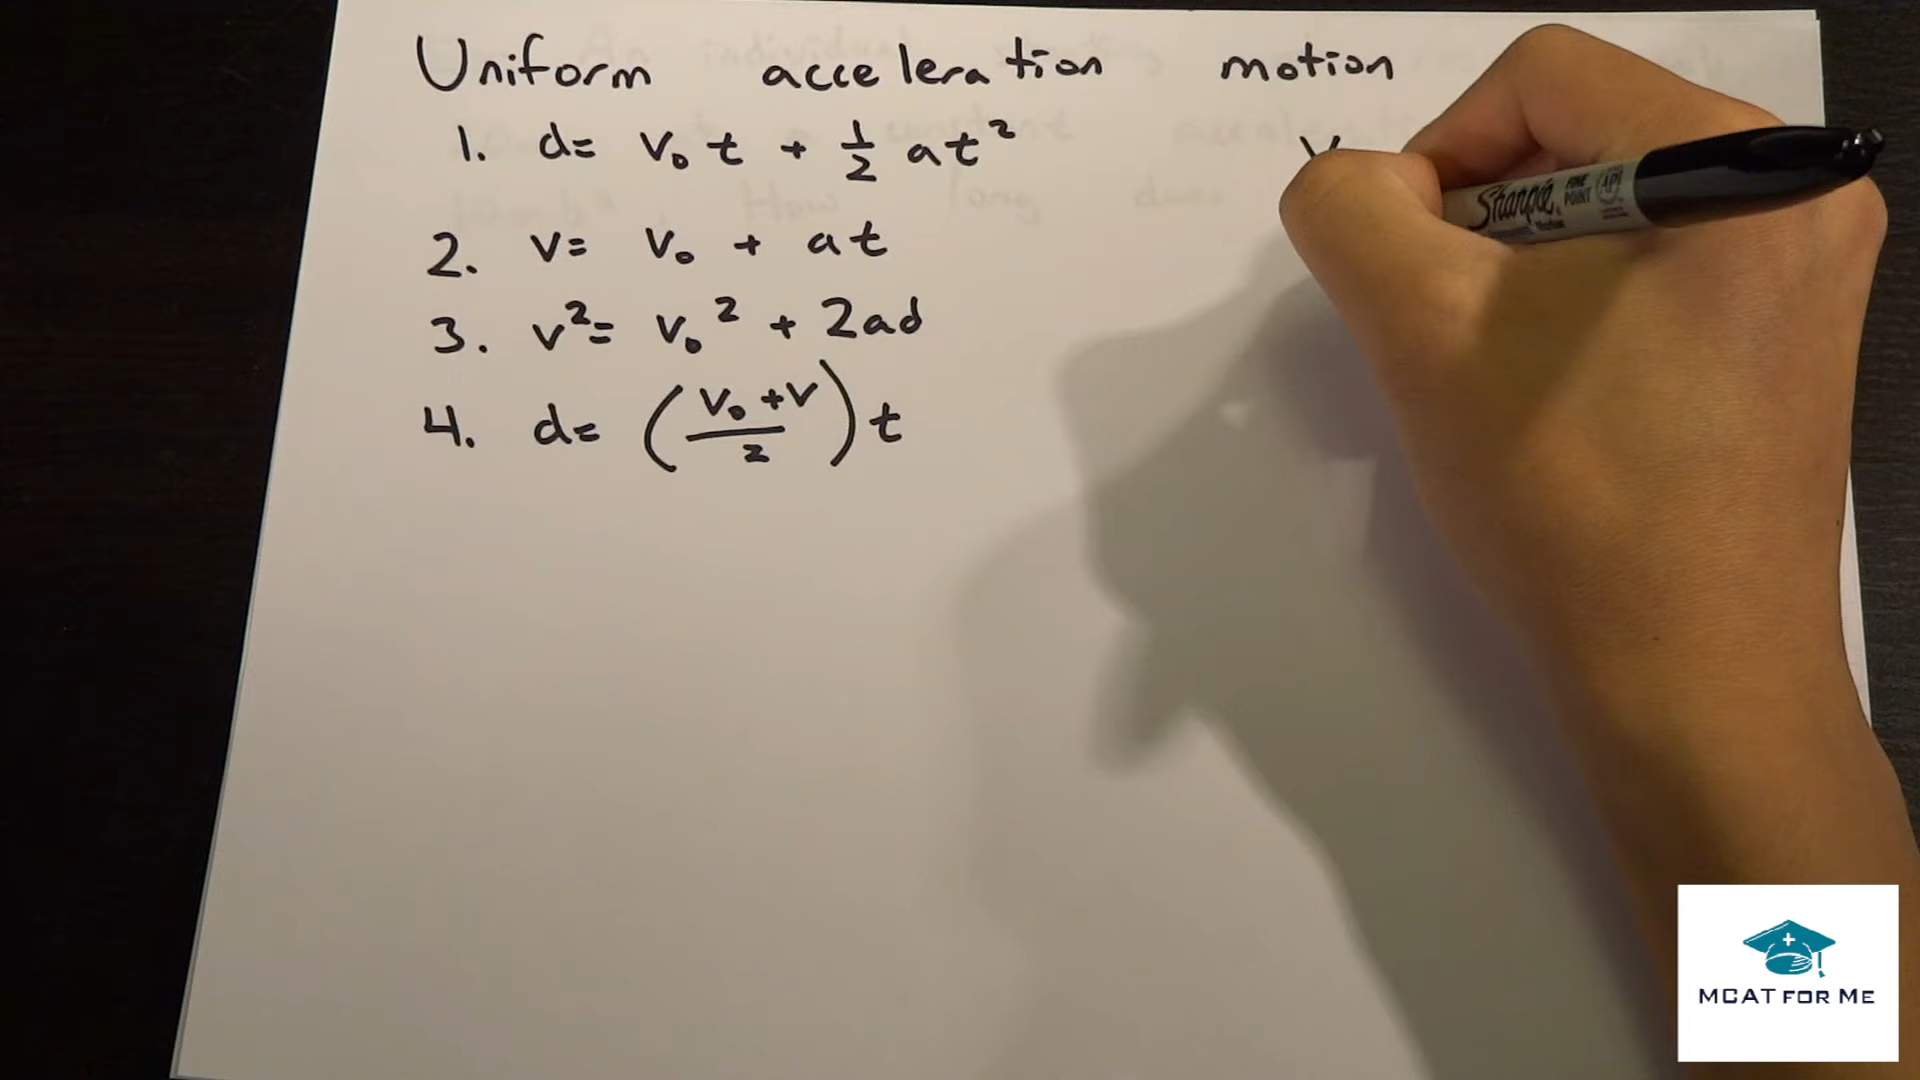 Uniform acceleration motion
1. d= v₀t + ½ at²
2. v= v₀ + at
3. v²= v₀² + 2ad
4. d= (v₀+v / 2) t
Sharpie
FINE POINT
AP
MCAT FOR ME